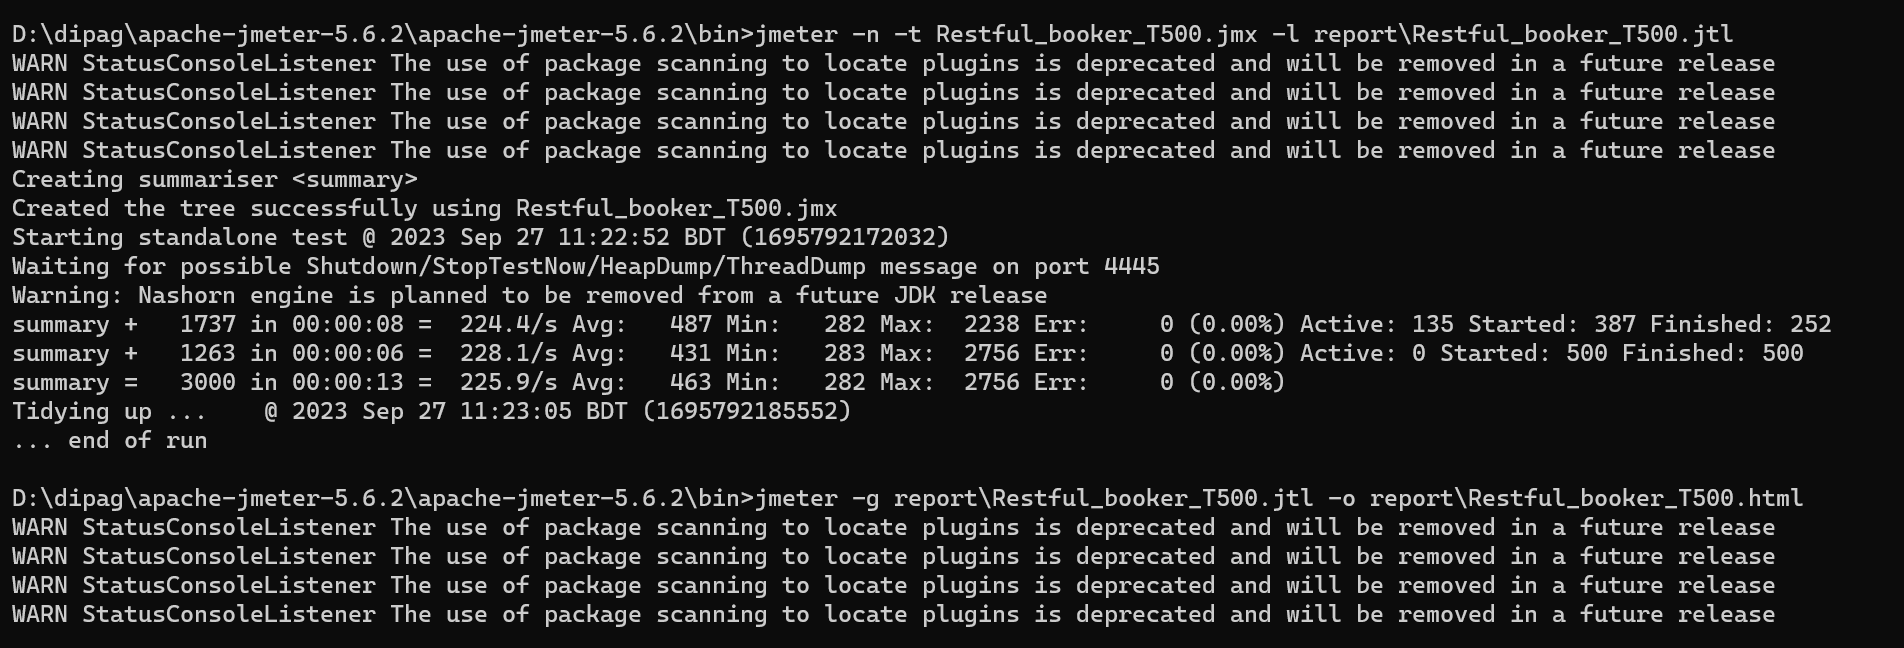 D:\dipag\apache-jmeter-5.6.2\apache-jmeter-5.6.2\bin>jmeter -n -t Restful_booker_T500.jmx -l report\Restful_booker_T500.jtl
WARN StatusConsoleListener The use of package scanning to locate plugins is deprecated and will be removed in a future release
WARN StatusConsoleListener The use of package scanning to locate plugins is deprecated and will be removed in a future release
WARN StatusConsoleListener The use of package scanning to locate plugins is deprecated and will be removed in a future release
WARN StatusConsoleListener The use of package scanning to locate plugins is deprecated and will be removed in a future release
Creating summariser <summary>
Created the tree successfully using Restful_booker_T500.jmx
Starting standalone test @ 2023 Sep 27 11:22:52 BDT (1695792172032)
Waiting for possible Shutdown/StopTestNow/HeapDump/ThreadDump message on port 4445
Warning: Nashorn engine is planned to be removed from a future JDK release
summary +   1737 in 00:00:08 =  224.4/s Avg:   487 Min:   282 Max:  2238 Err:     0 (0.00%) Active: 135 Started: 387 Finished: 252
summary +   1263 in 00:00:06 =  228.1/s Avg:   431 Min:   283 Max:  2756 Err:     0 (0.00%) Active: 0 Started: 500 Finished: 500
summary =   3000 in 00:00:13 =  225.9/s Avg:   463 Min:   282 Max:  2756 Err:     0 (0.00%)
Tidying up ...    @ 2023 Sep 27 11:23:05 BDT (1695792185552)
... end of run
D:\dipag\apache-jmeter-5.6.2\apache-jmeter-5.6.2\bin>jmeter -g report\Restful_booker_T500.jtl -o report\Restful_booker_T500.html
WARN StatusConsoleListener The use of package scanning to locate plugins is deprecated and will be removed in a future release
WARN StatusConsoleListener The use of package scanning to locate plugins is deprecated and will be removed in a future release
WARN StatusConsoleListener The use of package scanning to locate plugins is deprecated and will be removed in a future release
WARN StatusConsoleListener The use of package scanning to locate plugins is deprecated and will be removed in a future release